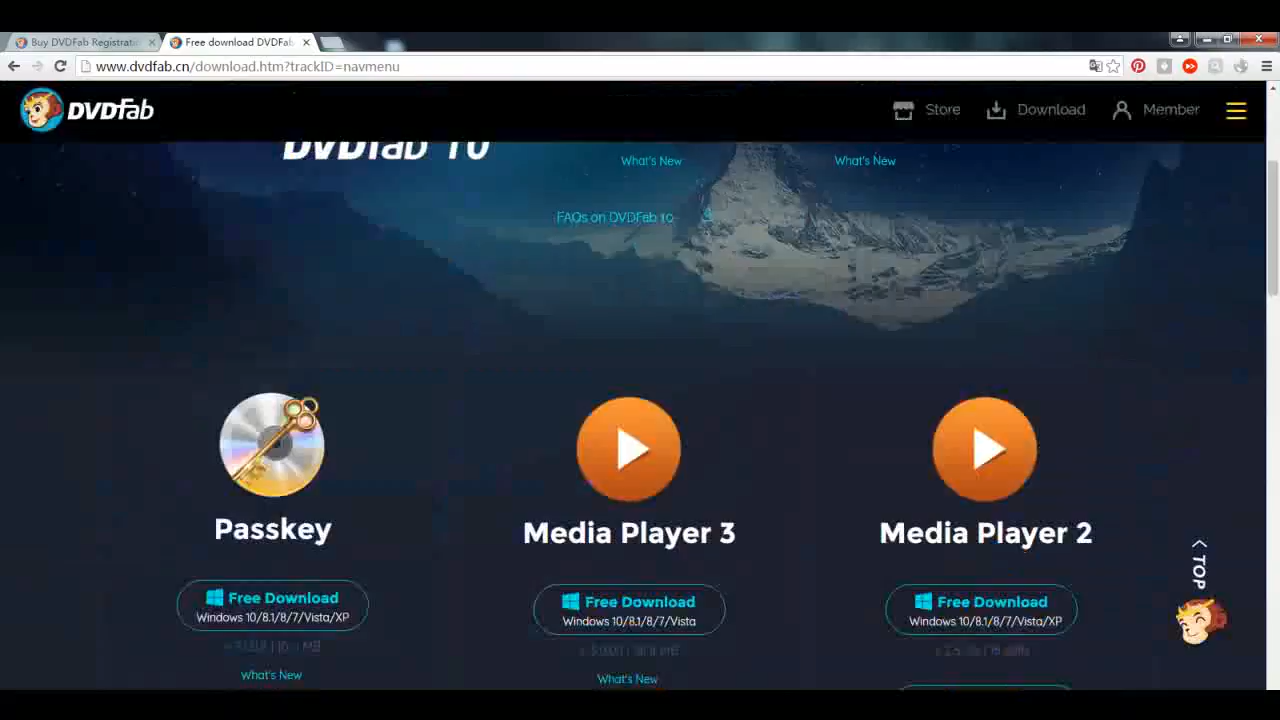 Buy DVDFab Registrati
Free download DVDFab
www.dvdfab.cn/download.htm?trackID=navmenu
DVDFab
Store
Download
Member
DVDFab 10
What's New
What's New
FAQs on DVDFab 10
Passkey
Media Player 3
Media Player 2
Free Download
Windows 10/8.1/8/7/Vista/XP
Free Download
Windows 10/8.1/8/7/Vista
Free Download
Windows 10/8.1/8/7/Vista/XP
What's New
What's New
TOP